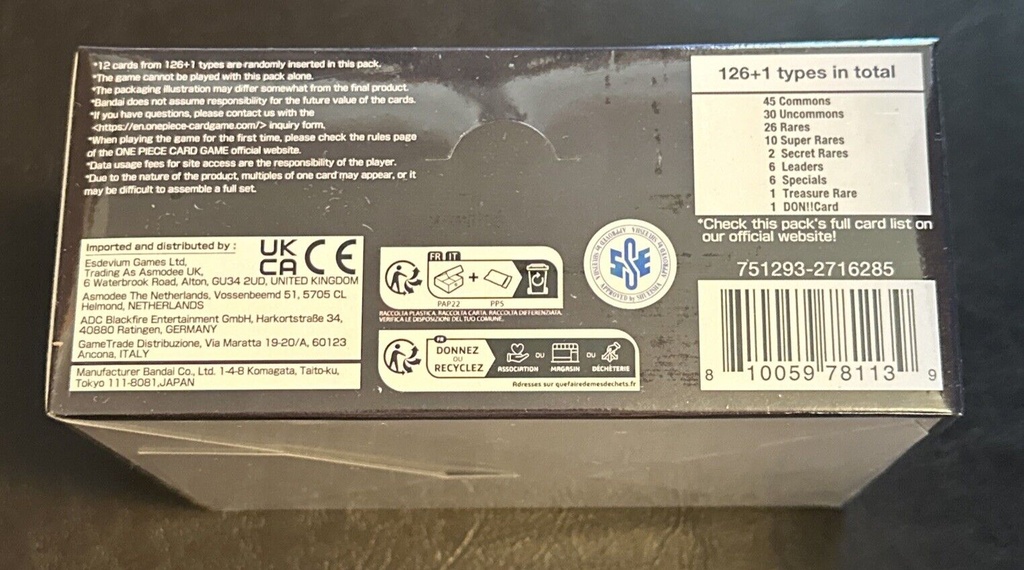 *12 cards from 126+1 types are randomly inserted in this pack.
*The game cannot be played with this pack alone.
*The packaging illustration may differ somewhat from the final product.
*Bandai does not assume responsibility for the future value of the cards.
*If you have questions, please contact us with the
<https://en.onepiece-cardgame.com/> inquiry form.
*When playing the game for the first time, please check the rules page
of the ONE PIECE CARD GAME official website.
*Data usage fees for site access are the responsibility of the player.
*Due to the nature of the product, multiples of one card may appear, or it
may be difficult to assemble a full set.
126+1 types in total
45 Commons
30 Uncommons
26 Rares
10 Super Rares
2 Secret Rares
6 Leaders
6 Specials
1 Treasure Rare
1 DON!!Card
*Check this pack's full card list on
our official website!
Imported and distributed by :
UK
CA CE
Esdevium Games Ltd,
Trading As Asmodee UK,
6 Waterbrook Road, Alton, GU34 2UD, UNITED KINGDOM
Asmodee The Netherlands, Vossenbeemd 51, 5705 CL
Helmond, NETHERLANDS
ADC Blackfire Entertainment GmbH, Harkortstraße 34,
40880 Ratingen, GERMANY
GameTrade Distribuzione, Via Maratta 19-20/A, 60123
Ancona, ITALY
Manufacturer Bandai Co., Ltd. 1-4-8 Komagata, Taito-ku,
Tokyo 111-8081,JAPAN
FR IT
+
PAP22 PP5
RACCOLTA PLASTICA, RACCOLTA CARTA. RACCOLTA DIFFERENZIATA,
VERIFICA LE DISPOSIZIONI DEL TUO COMUNE.
FR
DONNEZ
OU
RECYCLEZ
ASSOCIATION OU MAGASIN OU DÉCHÈTERIE
Adresses sur quefairedemesdechets.fr
751293-2716285
8 10059 78113 9